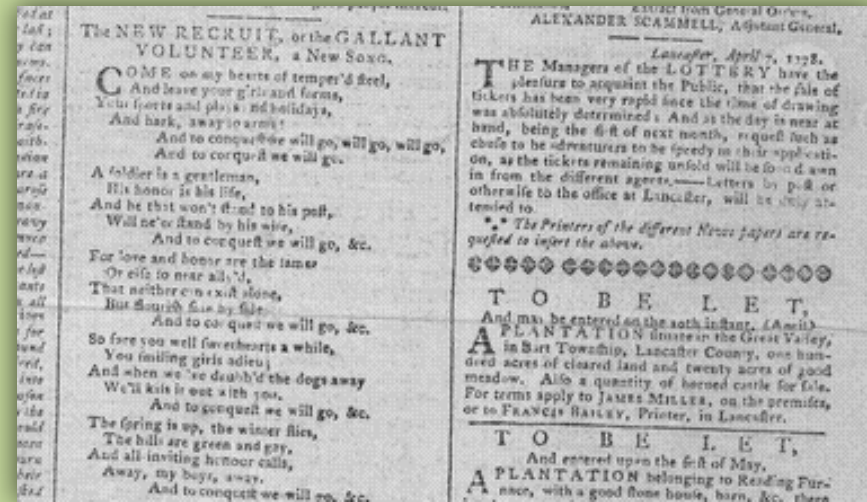 The NEW RECRUIT, or the GALLANT
VOLUNTEER, a New SONG.
COME on my hearts of temper'd steel,
And leave your girls and farms,
Your sports and plays and holidays,
And hark, away to arms!
And to conquest we will go, will go, will go,
And to conquest we will go.
A soldier is a gentleman,
His honor is his life,
And he that won't stand to his post,
Will ne'er stand by his wife,
And to conquest we will go, &c.
For love and honor are the same
Or else so near ally'd,
That neither can exist alone,
But flourish side by side
And to conquest we will go, &c.
So fare you well sweethearts a while,
You smiling girls adieu;
And when we've drubb'd the dogs away
We'll kiss it out with you.
And to conquest we will go, &c.
The spring is up, the winter flies,
The hills are green and gay,
And all inviting honour calls,
Away, my boys, away.
And to conquest we will go, &c.
Extract from General Orders,
ALEXANDER SCAMMELL, Adjutant General,
Lancaster, April 7, 1778.
THE Managers of the LOTTERY have the
pleasure to acquaint the Public, that the sale of
tickets has been very rapid since the time of drawing
was absolutely determined: And as the day is near at
hand, being the first of next month, request such as
chuse to be adventurers to be speedy in their applicati-
on, as the tickets remaining unsold will be soon drawn
in from the different agents.——Letters by post or
otherwise to the office at Lancaster, will be duly at-
tended to.
*** The Printers of the different News papers are re-
quested to insert the above.
TO BE LET,
And may be entered on the 20th instant, (April)
A PLANTATION situate in the Great Valley,
in Bart Township, Lancaster County, one hun-
dred acres of cleared land and twenty acres of good
meadow. Also a quantity of horned cattle for sale.
For terms apply to JAMES MILLER, on the premises,
or to FRANCIS BAILEY, Printer, in Lancaster.
TO BE LET,
And entered upon the first of May,
A PLANTATION belonging to Reading Fur-
nace, with a good stone house, barn, &c. there